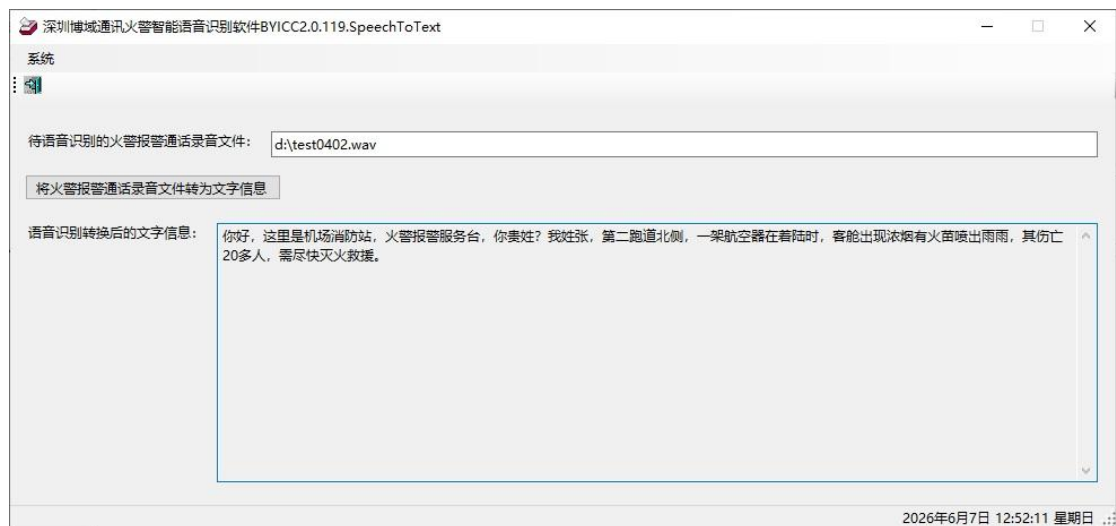 深圳博域通讯火警智能语音识别软件BYICC2.0.119.SpeechToText
系统
待语音识别的火警报警通话录音文件：
d:\test0402.wav
将火警报警通话录音文件转为文字信息
语音识别转换后的文字信息：
你好，这里是机场消防站，火警报警服务台，你贵姓？我姓张，第二跑道北侧，一架航空器在着陆时，客舱出现浓烟有火苗喷出雨雨，其伤亡
20多人，需尽快灭火救援。
2026年6月7日 12:52:11 星期日